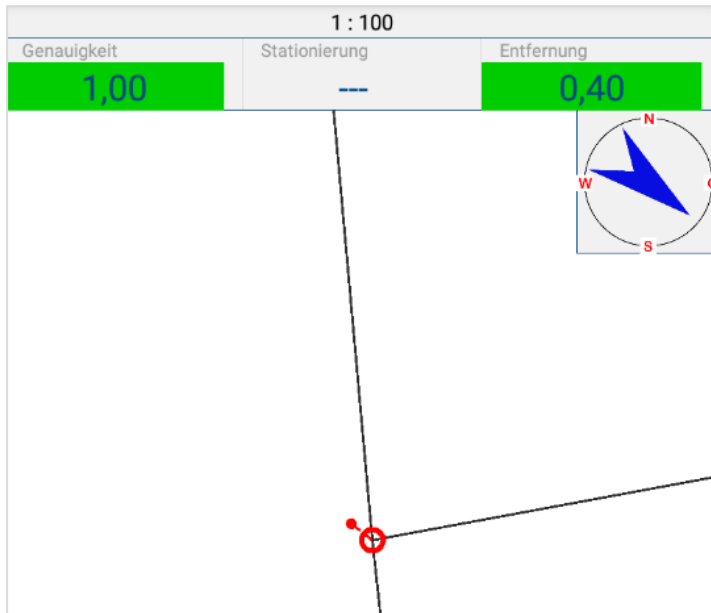 1 : 100
Genauigkeit Stationierung Entfernung
1,00 --- 0,40
N
W
S